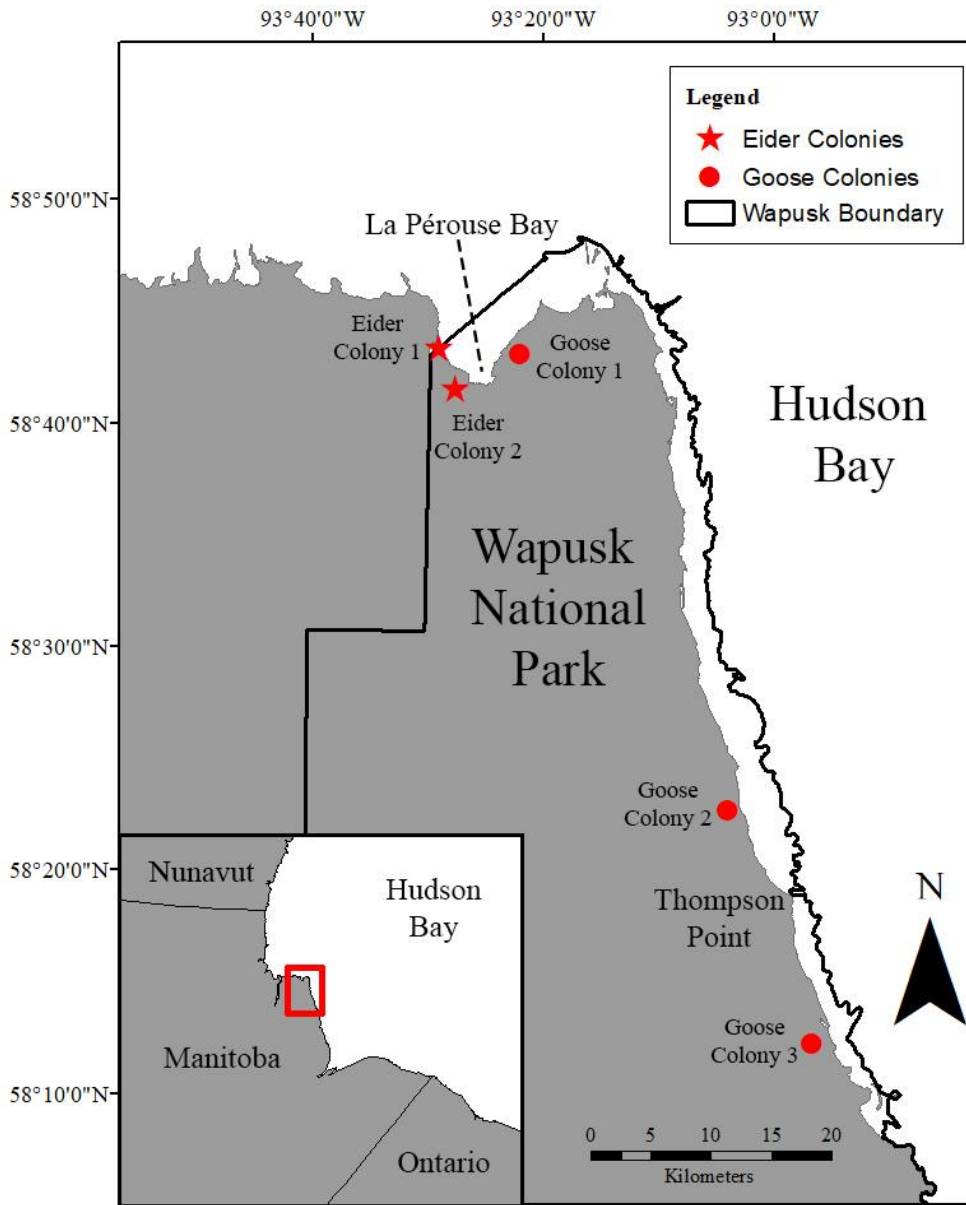 93°40'0"W 93°20'0"W 93°0'0"W
Legend
Eider Colonies
Goose Colonies
Wapusk Boundary
58°50'0"N
La Pérouse Bay
Eider
Colony 1
Goose
Colony 1
Eider
Colony 2
58°40'0"N
Hudson
Bay
Wapusk
National
Park
58°30'0"N
Goose
Colony 2
58°20'0"N
Thompson
Point
N
Goose
Colony 3
58°10'0"N
0 5 10 15 20
Kilometers
Nunavut
Hudson
Bay
Manitoba
Ontario